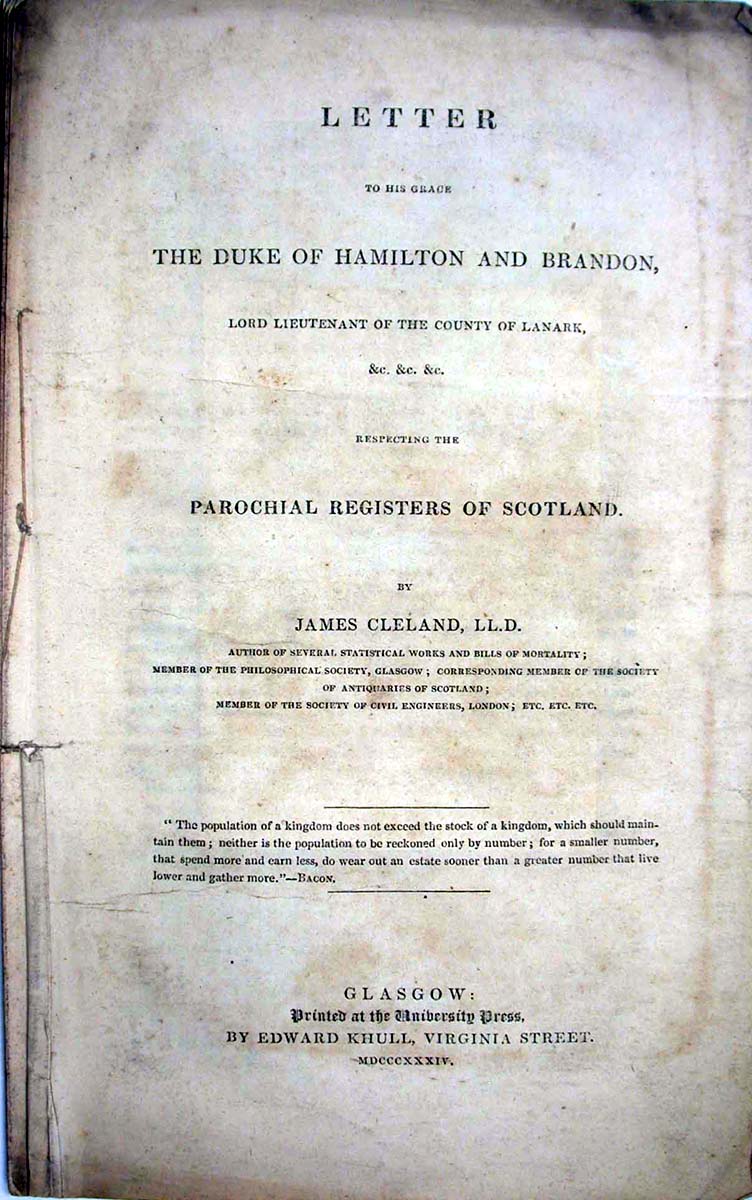 LETTER
TO HIS GRACE
THE DUKE OF HAMILTON AND BRANDON,
LORD LIEUTENANT OF THE COUNTY OF LANARK,
&c. &c. &c.
RESPECTING THE
PAROCHIAL REGISTERS OF SCOTLAND.
BY
JAMES CLELAND, LL.D.
AUTHOR OF SEVERAL STATISTICAL WORKS AND BILLS OF MORTALITY;
MEMBER OF THE PHILOSOPHICAL SOCIETY, GLASGOW; CORRESPONDING MEMBER OF THE SOCIETY
OF ANTIQUARIES OF SCOTLAND;
MEMBER OF THE SOCIETY OF CIVIL ENGINEERS, LONDON; ETC. ETC. ETC.
"The population of a kingdom does not exceed the stock of a kingdom, which should main-
tain them; neither is the population to be reckoned only by number; for a smaller number,
that spend more and earn less, do wear out an estate sooner than a greater number that live
lower and gather more."—BACON.
GLASGOW:
Printed at the University Press,
BY EDWARD KHULL, VIRGINIA STREET.
MDCCCXXXIV.